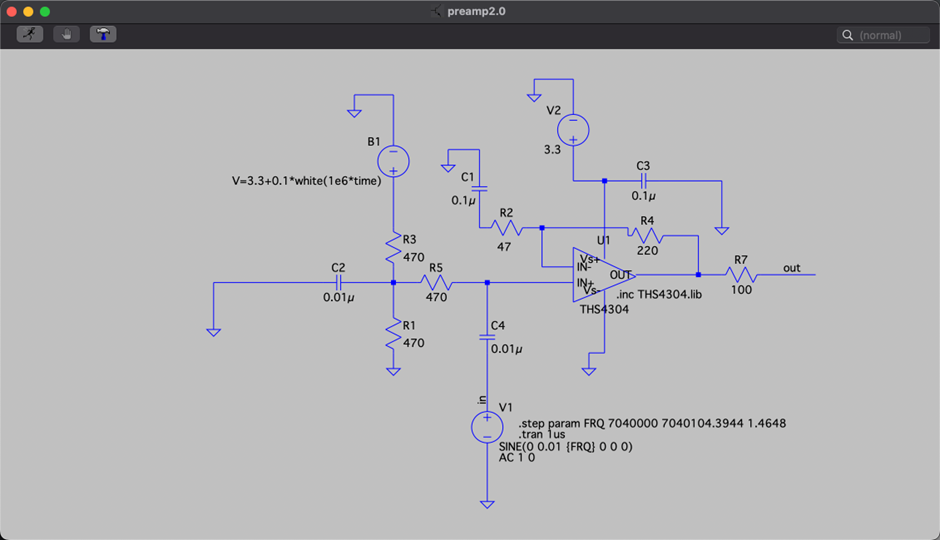 preamp2.0
(normal)
V2
3.3
B1
V=3.3+0.1*white(1e6*time)
C1
0.1µ
C3
0.1µ
R2
47
R4
220
U1
R3
470
Vs+
IN-
OUT
IN+
Vs-
THS4304
.inc THS4304.lib
R7
100
out
C2
0.01µ
R5
470
R1
470
C4
0.01µ
in
V1
.step param FRQ 7040000 7040104.3944 1.4648
.tran 1us
SINE(0 0.01 {FRQ} 0 0 0)
AC 1 0